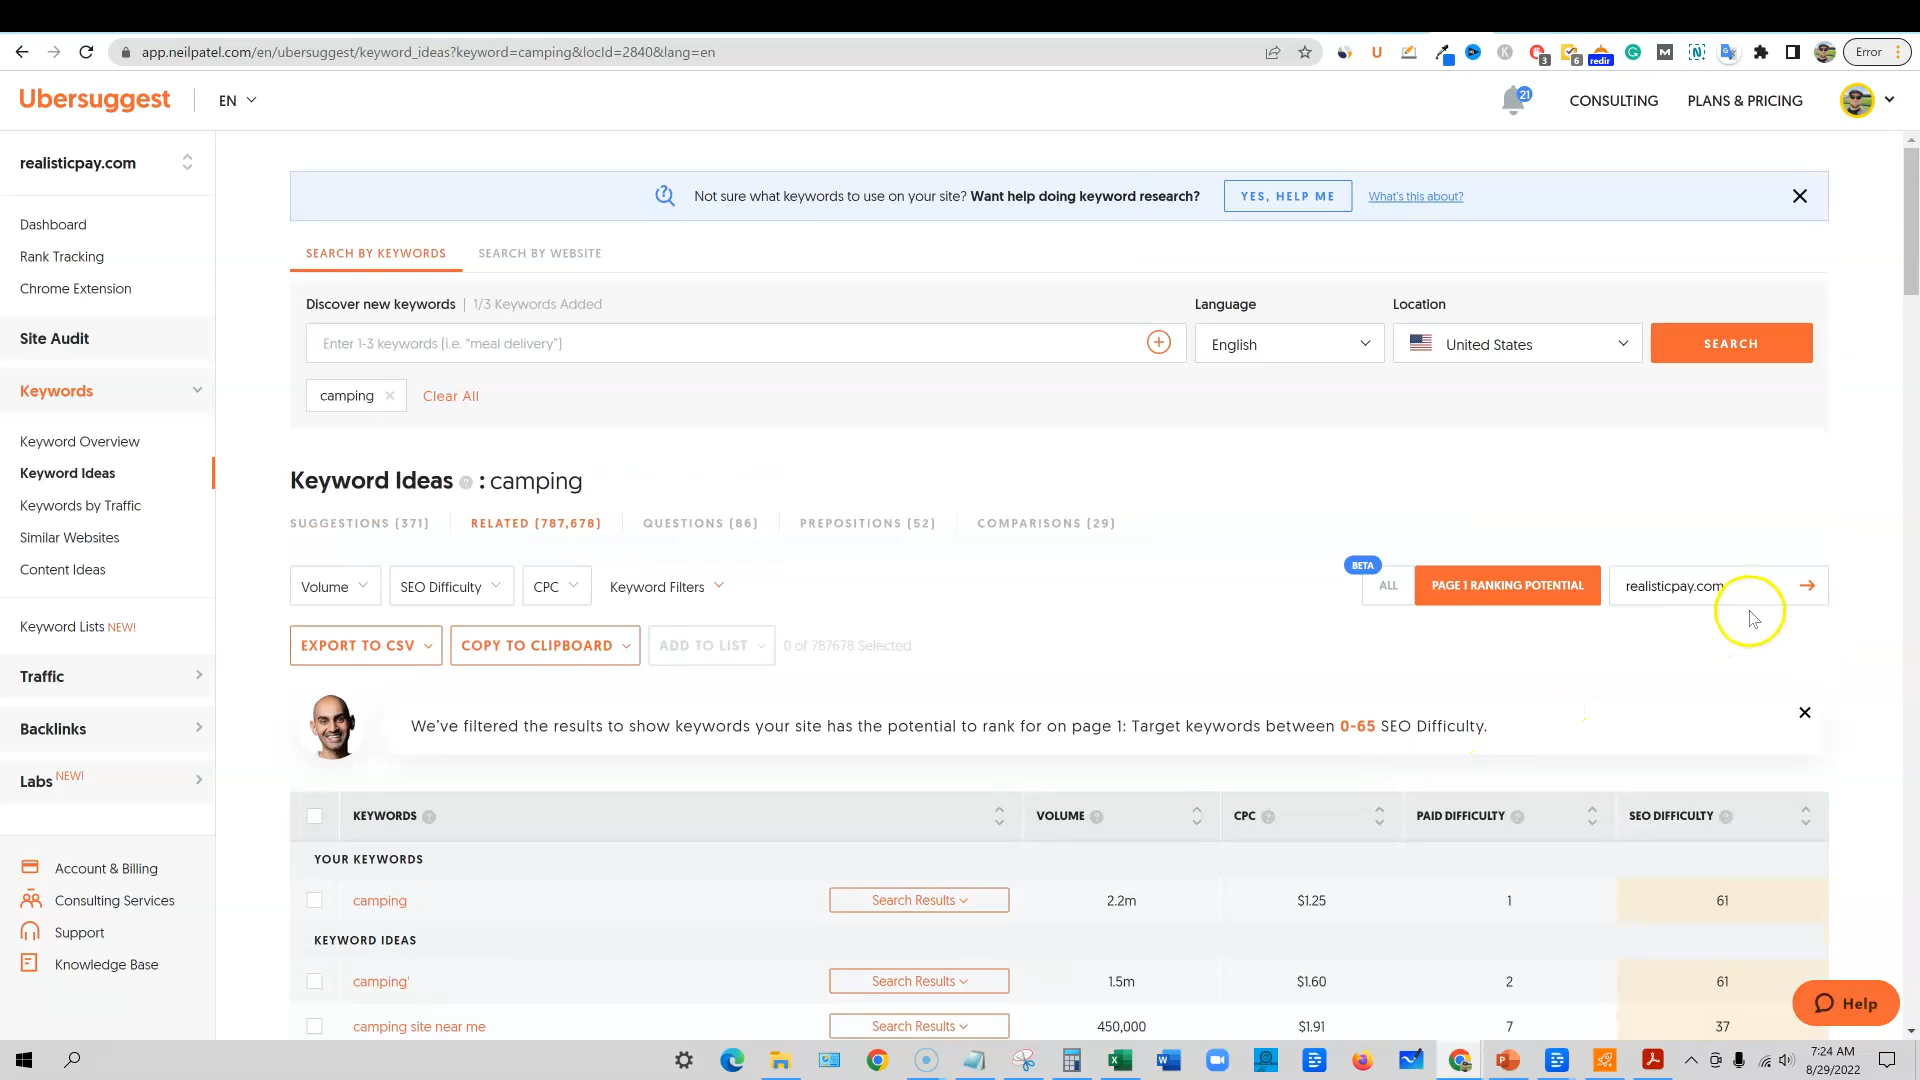 app.neilpatel.com/en/ubersuggest/keyword_ideas?keyword=camping&locId=2840&lang=en
3
6
redir
Error
Ubersuggest
EN
21
CONSULTING
PLANS & PRICING
realisticpay.com
Not sure what keywords to use on your site? Want help doing keyword research?
YES, HELP ME
What's this about?
Dashboard
Rank Tracking
Chrome Extension
Site Audit
Keywords
Keyword Overview
Keyword Ideas
Keywords by Traffic
Similar Websites
Content Ideas
Keyword Lists NEW!
Traffic
Backlinks
Labs NEW!
Account & Billing
Consulting Services
Support
Knowledge Base
SEARCH BY KEYWORDS
SEARCH BY WEBSITE
Discover new keywords | 1/3 Keywords Added
Language
Location
Enter 1-3 keywords (i.e. "meal delivery")
English
United States
SEARCH
camping
Clear All
Keyword Ideas : camping
SUGGESTIONS (371)
RELATED (787,678)
QUESTIONS (86)
PREPOSITIONS (52)
COMPARISONS (29)
Volume
SEO Difficulty
CPC
Keyword Filters
BETA
ALL
PAGE 1 RANKING POTENTIAL
realisticpay.com
EXPORT TO CSV
COPY TO CLIPBOARD
ADD TO LIST
0 of 787678 Selected
We've filtered the results to show keywords your site has the potential to rank for on page 1: Target keywords between 0-65 SEO Difficulty.
KEYWORDS
VOLUME
CPC
PAID DIFFICULTY
SEO DIFFICULTY
YOUR KEYWORDS
camping Search Results 2.2m $1.25 1 61
KEYWORD IDEAS
camping' Search Results 1.5m $1.60 2 61
camping site near me Search Results 450,000 $1.91 7 37
Help
7:24 AM
8/29/2022